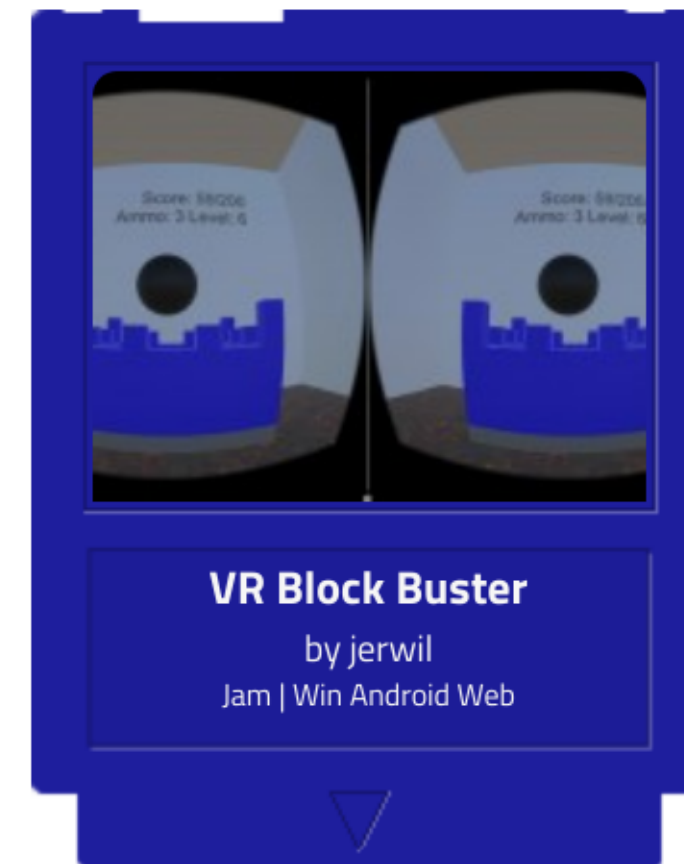 Score: 59/206
Ammo: 3 Level: 6
Score: 59/206
Ammo: 3 Level: 6
VR Block Buster
by jerwil
Jam | Win Android Web